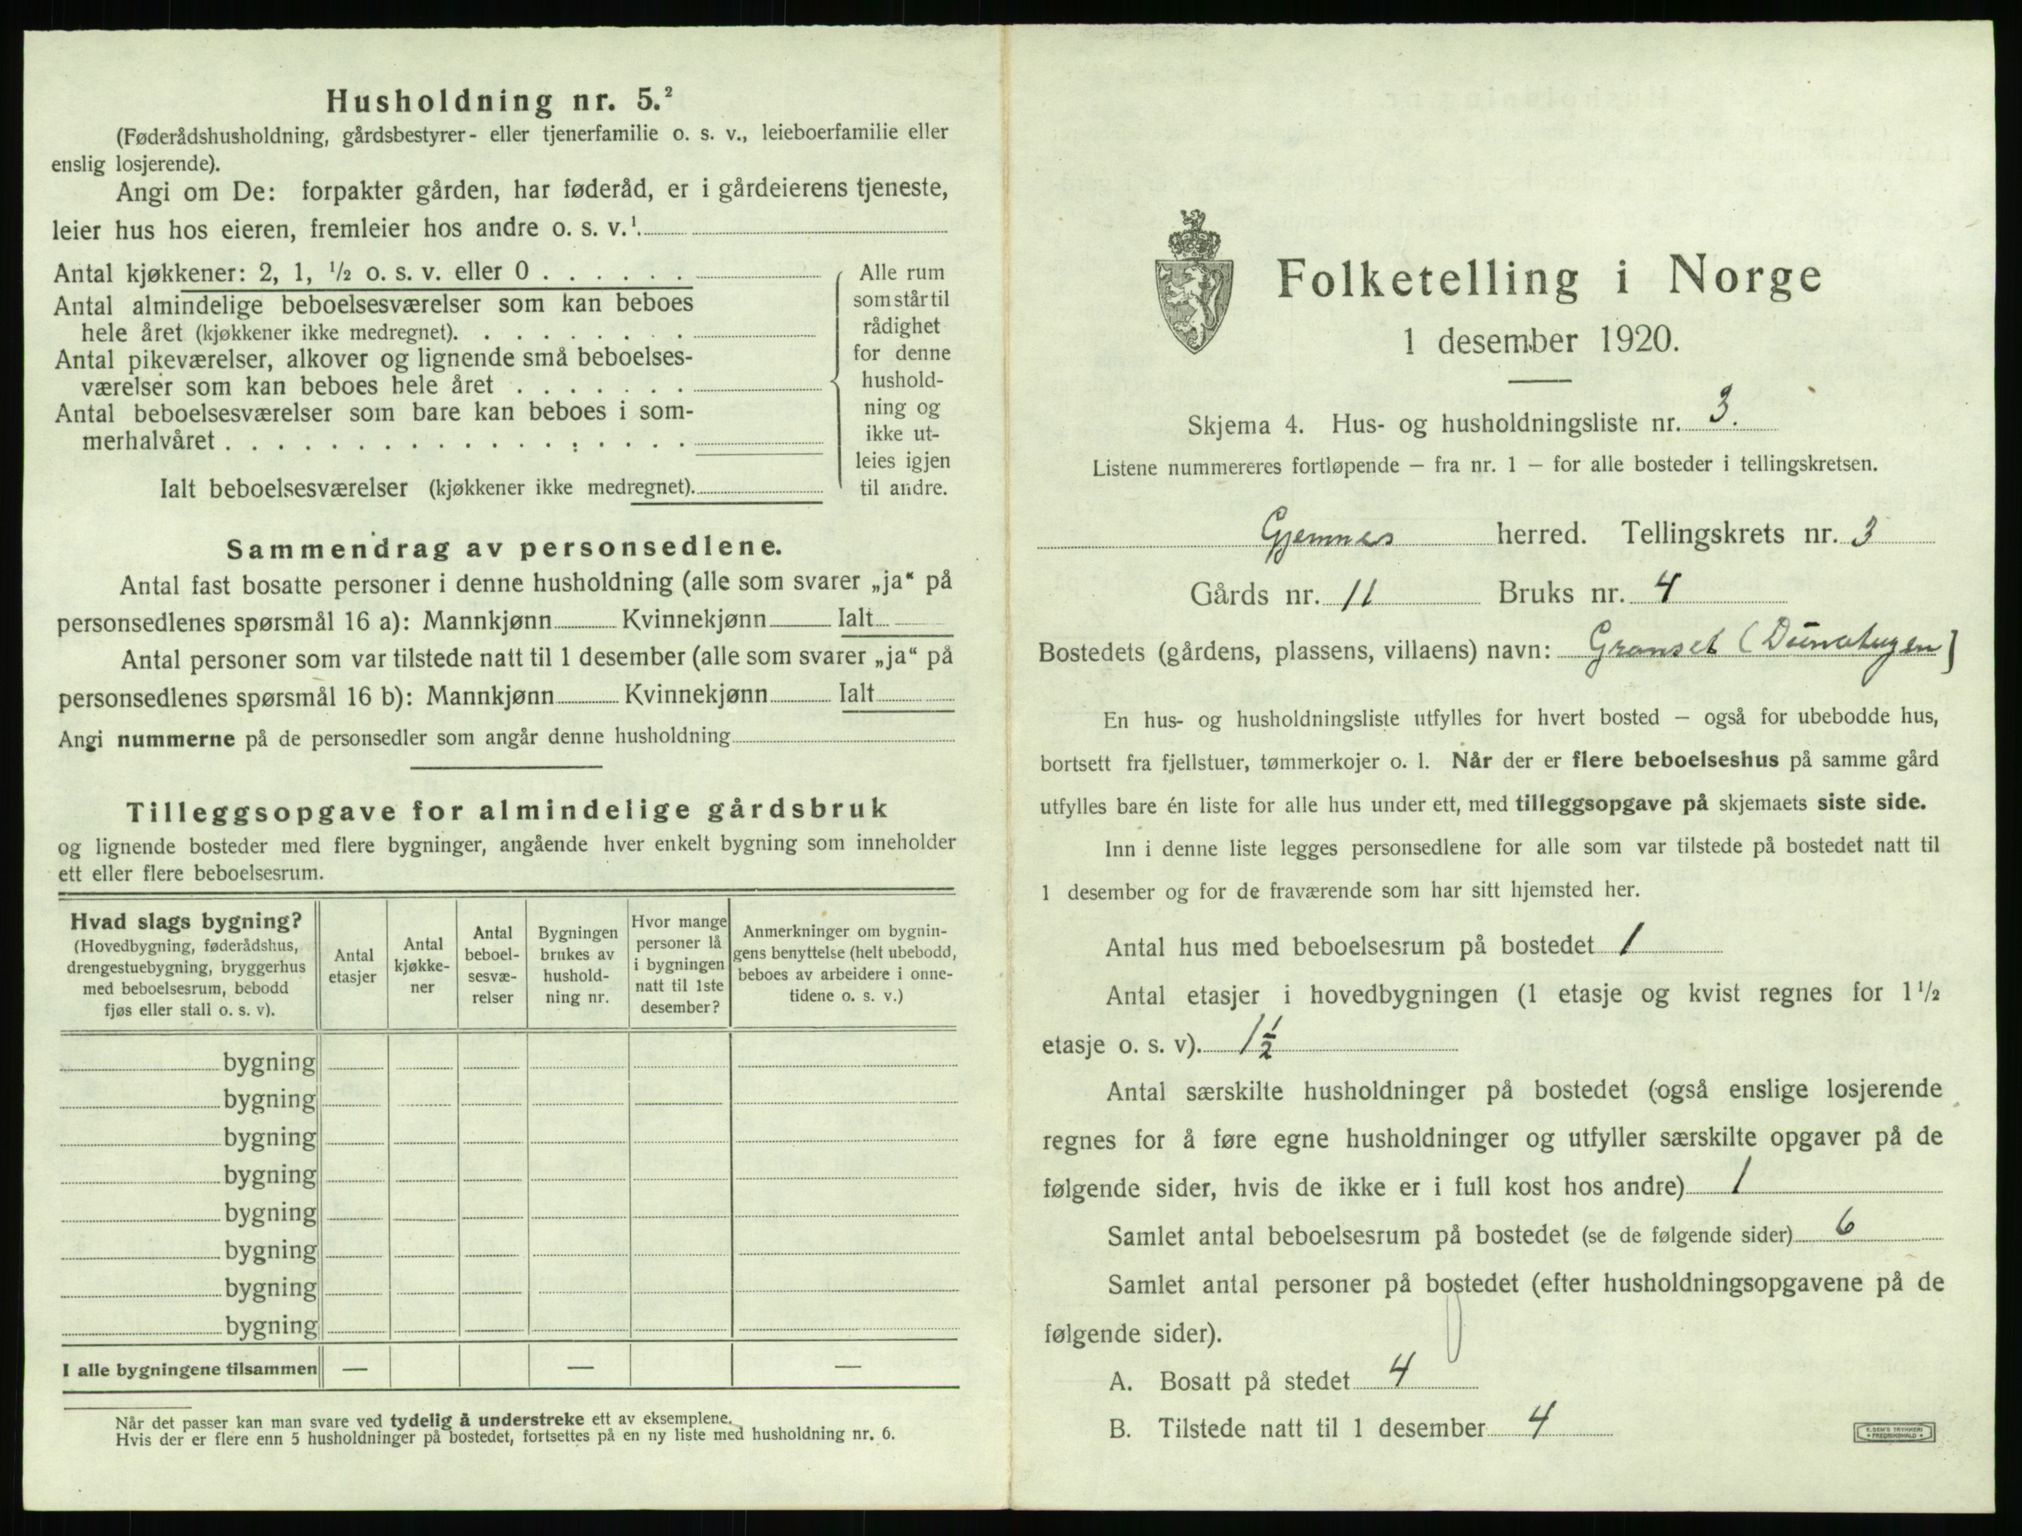 Husholdning nr. 5.²
(Føderådshusholdning, gårdsbestyrer- eller tjenerfamilie o. s. v., leieboerfamilie eller
enslig losjerende).
Angi om De: forpakter gården, har føderåd, er i gårdeierens tjeneste,
leier hus hos eieren, fremleier hos andre o. s. v.¹
Antal kjøkkener: 2, 1, ½ o. s. v. eller 0 . . . . . .
Antal almindelige beboelsesværelser som kan beboes
hele året (kjøkkener ikke medregnet). . . . . . . . .
Antal pikeværelser, alkover og lignende små beboelses-
værelser som kan beboes hele året . . . . . . .
Antal beboelsesværelser som bare kan beboes i som-
merhalvåret . . . . . . . . . . . . . . . . . .
Ialt beboelsesværelser (kjøkkener ikke medregnet).
Alle rum
som står til
rådighet
for denne
hushold-
ning og
ikke ut-
leies igjen
til andre.
Sammendrag av personsedlene.
Antal fast bosatte personer i denne husholdning (alle som svarer „ja“ på
personsedlenes spørsmål 16 a): Mannkjønn Kvinnekjønn Ialt
Antal personer som var tilstede natt til 1 desember (alle som svarer „ja“ på
personsedlenes spørsmål 16 b): Mannkjønn Kvinnekjønn Ialt
Angi nummerne på de personsedler som angår denne husholdning
Tilleggsopgave for almindelige gårdsbruk
og lignende bosteder med flere bygninger, angående hver enkelt bygning som inneholder
ett eller flere beboelsesrum.
Hvad slags bygning?
(Hovedbygning, føderådshus,
drengestuebygning, bryggerhus
med beboelsesrum, bebodd
fjøs eller stall o. s. v).
Antal
etasjer
Antal
kjøkke-
ner
Antal
beboel-
sesvæ-
relser
Bygningen
brukes av
hushold-
ning nr.
Hvor mange
personer lå
i bygningen
natt til 1ste
desember?
Anmerkninger om bygnin-
gens benyttelse (helt ubebodd,
beboes av arbeidere i onne-
tidene o. s. v.)
bygning
bygning
bygning
bygning
bygning
bygning
bygning
bygning
I alle bygningene tilsammen — — —
Når det passer kan man svare ved tydelig å understreke ett av eksemplene.
Hvis der er flere enn 5 husholdninger på bostedet, fortsettes på en ny liste med husholdning nr. 6.
Folketelling i Norge
1 desember 1920.
Skjema 4. Hus- og husholdningsliste nr. 3.
Listene nummereres fortløpende – fra nr. 1 – for alle bosteder i tellingskretsen.
Gjemnes herred. Tellingskrets nr. 3
Gårds nr. 11 Bruks nr. 4
Bostedets (gårdens, plassens, villaens) navn: Granset (Dūnahugen)
En hus- og husholdningsliste utfylles for hvert bosted – også for ubebodde hus,
bortsett fra fjellstuer, tømmerkojer o. l. Når der er flere beboelseshus på samme gård
utfylles bare én liste for alle hus under ett, med tilleggsopgave på skjemaets siste side.
Inn i denne liste legges personsedlene for alle som var tilstede på bostedet natt til
1 desember og for de fraværende som har sitt hjemsted her.
Antal hus med beboelsesrum på bostedet 1
Antal etasjer i hovedbygningen (1 etasje og kvist regnes for 1½
etasje o. s. v). 1½
Antal særskilte husholdninger på bostedet (også enslige losjerende
regnes for å føre egne husholdninger og utfyller særskilte opgaver på de
følgende sider, hvis de ikke er i full kost hos andre) 1
Samlet antal beboelsesrum på bostedet (se de følgende sider) 6
Samlet antal personer på bostedet (efter husholdningsopgavene på de
følgende sider).
A. Bosatt på stedet 4
B. Tilstede natt til 1 desember 4